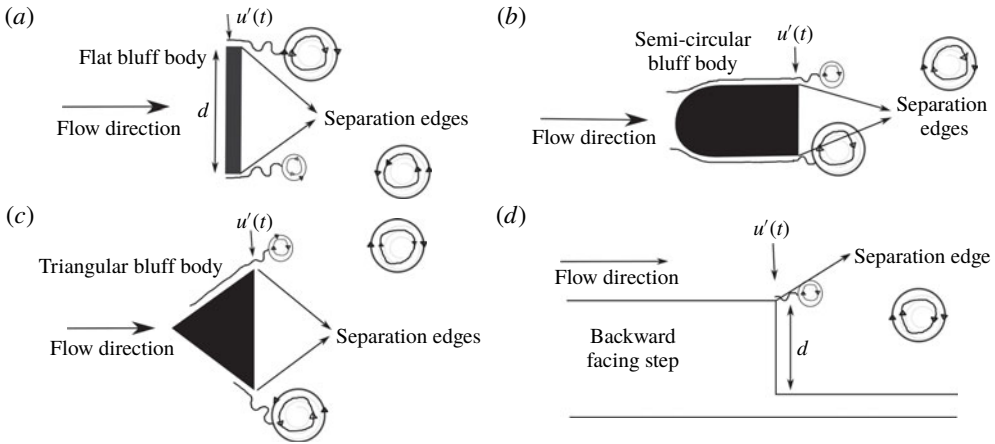 (a)
u′(t)
Flat bluff body
d
Flow direction
Separation edges
(b)
Semi-circular
bluff body
u′(t)
Flow direction
Separation
edges
(c)
u′(t)
Triangular bluff body
Flow direction
Separation edges
(d)
u′(t)
Flow direction
Separation edge
Backward
facing step
d